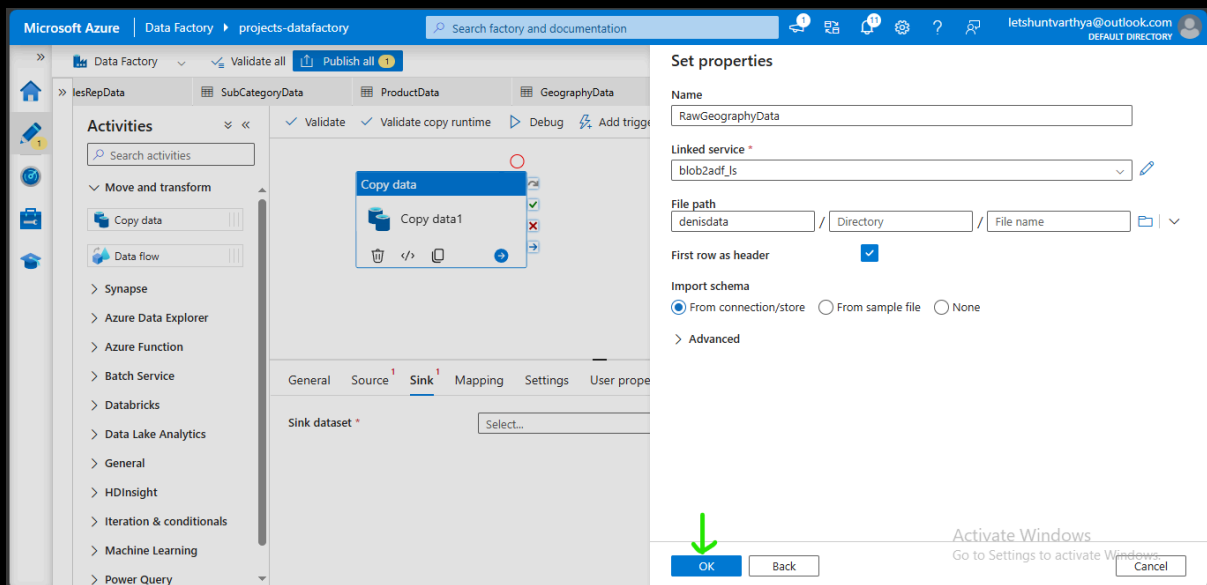 Microsoft Azure
Data Factory
projects-datafactory
Search factory and documentation
1
11
letshuntvarthya@outlook.com
DEFAULT DIRECTORY
Data Factory
Validate all
Publish all
1
lesRepData
SubCategoryData
ProductData
GeographyData
1
Activities
Search activities
Move and transform
Copy data
Data flow
Synapse
Azure Data Explorer
Azure Function
Batch Service
Databricks
Data Lake Analytics
General
HDInsight
Iteration & conditionals
Machine Learning
Power Query
Validate
Validate copy runtime
Debug
Add trigge
Copy data
Copy data1
General
Source 1
Sink 1
Mapping
Settings
User prope
Sink dataset *
Select...
Set properties
Name
RawGeographyData
Linked service *
blob2adf_ls
File path
denisdata / Directory / File name
First row as header
Import schema
From connection/store
From sample file
None
Advanced
Activate Windows
Go to Settings to activate Windows.
OK
Back
Cancel